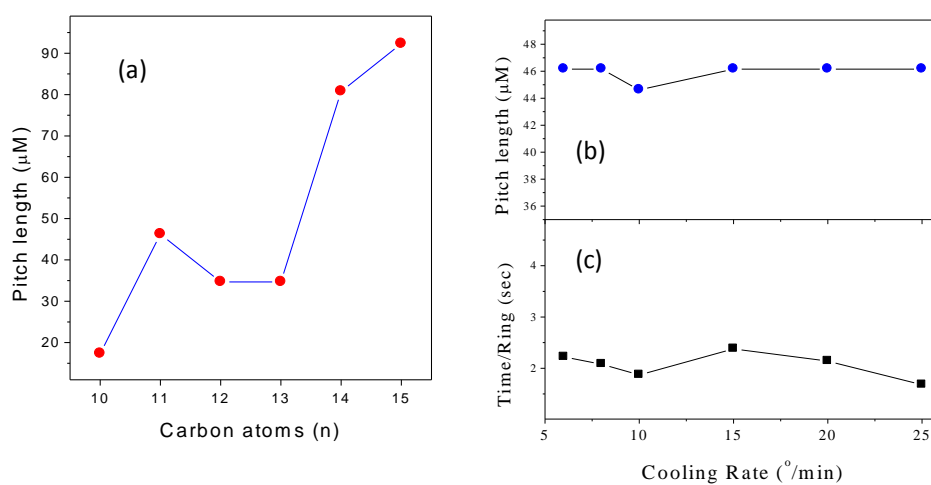 (a)
Pitch length (μM)
90
80
70
60
50
40
30
20
10 11 12 13 14 15
Carbon atoms (n)
(b)
Pitch length (μM)
48
46
44
42
40
38
36
(c)
Time/Ring (sec)
4
3
2
5 10 15 20 25
Cooling Rate (°/min)